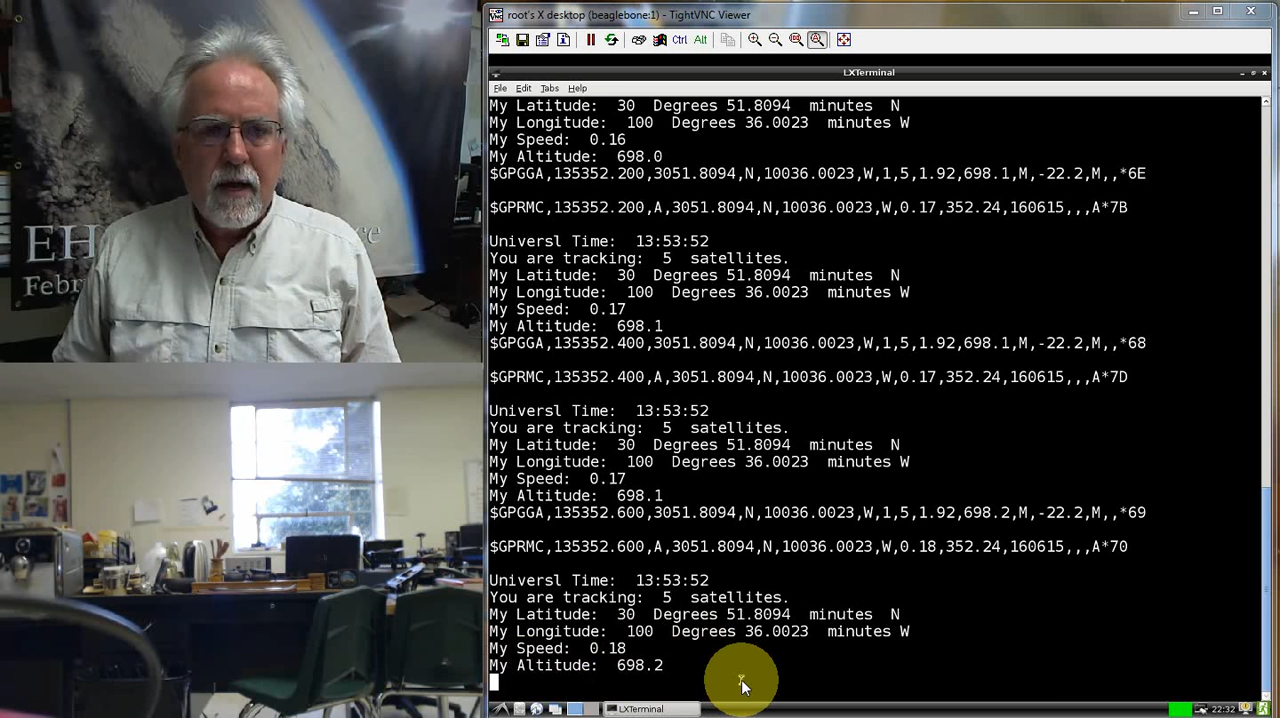 EH
ce
Febr
root's X desktop (beaglebone:1) - TightVNC Viewer
Ctrl Alt
LXTerminal
File Edit Tabs Help
My Latitude: 30 Degrees 51.8094 minutes N
My Longitude: 100 Degrees 36.0023 minutes W
My Speed: 0.16
My Altitude: 698.0
$GPGGA,135352.200,3051.8094,N,10036.0023,W,1,5,1.92,698.1,M,-22.2,M,,*6E
$GPRMC,135352.200,A,3051.8094,N,10036.0023,W,0.17,352.24,160615,,,A*7B
Universl Time: 13:53:52
You are tracking: 5 satellites.
My Latitude: 30 Degrees 51.8094 minutes N
My Longitude: 100 Degrees 36.0023 minutes W
My Speed: 0.17
My Altitude: 698.1
$GPGGA,135352.400,3051.8094,N,10036.0023,W,1,5,1.92,698.1,M,-22.2,M,,*68
$GPRMC,135352.400,A,3051.8094,N,10036.0023,W,0.17,352.24,160615,,,A*7D
Universl Time: 13:53:52
You are tracking: 5 satellites.
My Latitude: 30 Degrees 51.8094 minutes N
My Longitude: 100 Degrees 36.0023 minutes W
My Speed: 0.17
My Altitude: 698.1
$GPGGA,135352.600,3051.8094,N,10036.0023,W,1,5,1.92,698.2,M,-22.2,M,,*69
$GPRMC,135352.600,A,3051.8094,N,10036.0023,W,0.18,352.24,160615,,,A*70
Universl Time: 13:53:52
You are tracking: 5 satellites.
My Latitude: 30 Degrees 51.8094 minutes N
My Longitude: 100 Degrees 36.0023 minutes W
My Speed: 0.18
My Altitude: 698.2
LXTerminal
22:32